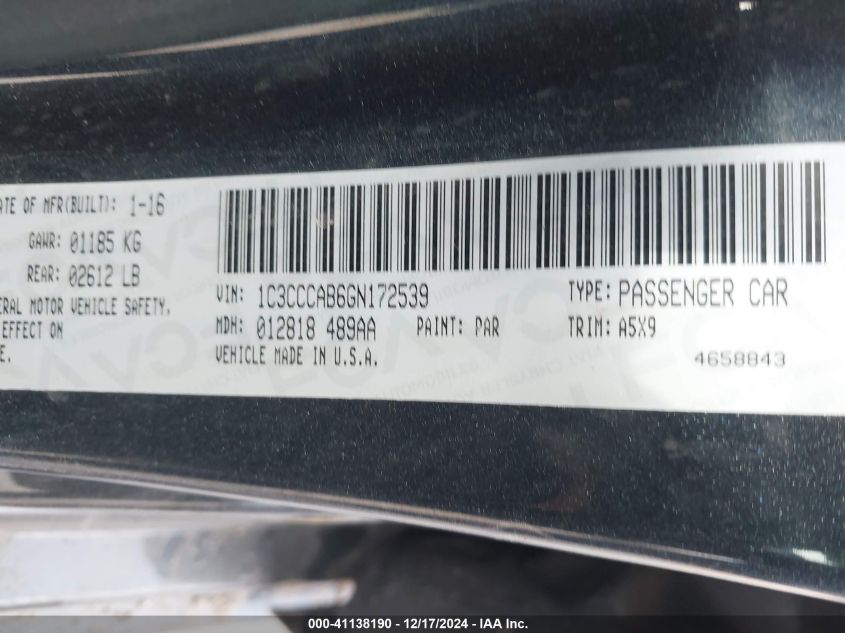 ATE OF MFR(BUILT): 1-16
GAWR: 01185 KG
REAR: 02612 LB
ERAL MOTOR VEHICLE SAFETY,
EFFECT ON
E.
VIN: 1C3CCCAB6GN172539
TYPE: PASSENGER CAR
MDH: 012818 489AA
PAINT: PAR
TRIM: A5X9
VEHICLE MADE IN U.S.A.
4658843
000-41138190 - 12/17/2024 - IAA Inc.